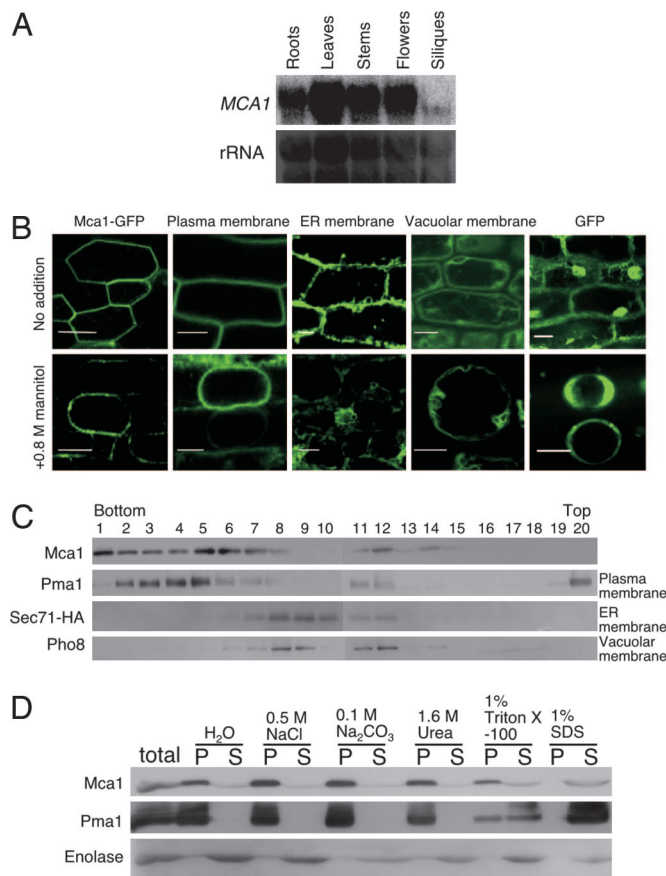 A
Roots Leaves Stems Flowers Siliques
MCA1
rRNA
B
Mca1-GFP Plasma membrane ER membrane Vacuolar membrane GFP
No addition
+0.8 M mannitol
C
Bottom Top
1 2 3 4 5 6 7 8 9 10 11 12 13 14 15 16 17 18 19 20
Mca1
Pma1 Plasma
membrane
Sec71-HA ER
membrane
Pho8 Vacuolar
membrane
D
1%
0.5 M 0.1 M 1.6 M Triton X 1%
H₂O NaCl Na₂CO₃ Urea -100 SDS
total P S P S P S P S P S P S
Mca1
Pma1
Enolase